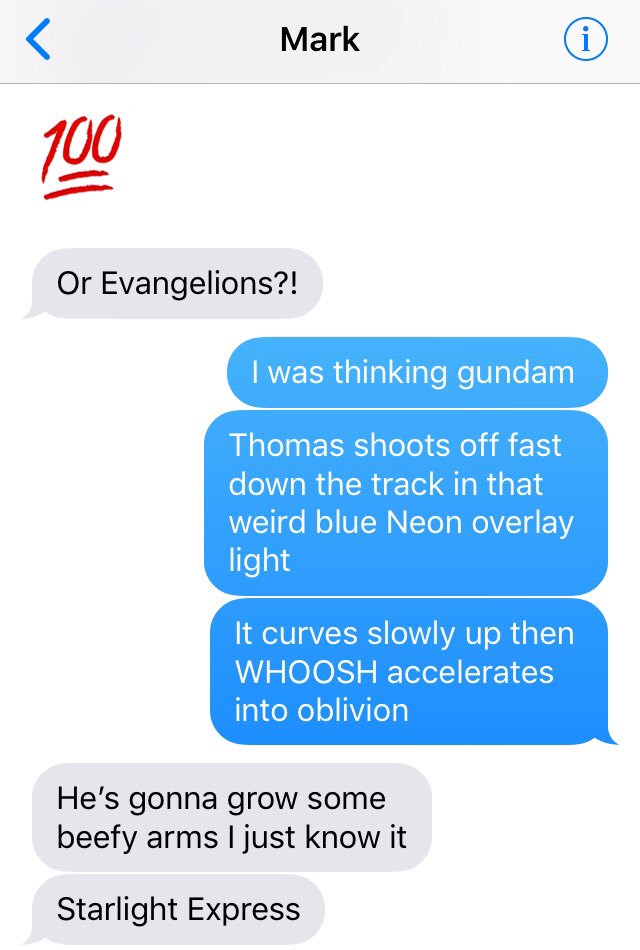 Mark
💯
Or Evangelions?!
I was thinking gundam
Thomas shoots off fast
down the track in that
weird blue Neon overlay
light
It curves slowly up then
WHOOSH accelerates
into oblivion
He’s gonna grow some
beefy arms I just know it
Starlight Express